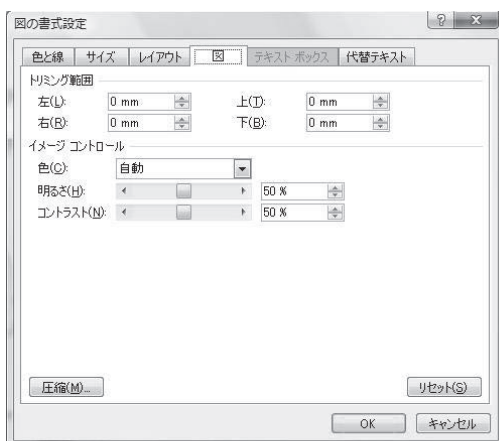 図の書式設定
色と線 サイズ レイアウト 図 テキスト ボックス 代替テキスト
トリミング範囲
左(L): 0 mm 上(T): 0 mm
右(R): 0 mm 下(B): 0 mm
イメージ コントロール
色(C): 自動
明るさ(H): 50 %
コントラスト(N): 50 %
圧縮(M)... リセット(S)
OK キャンセル